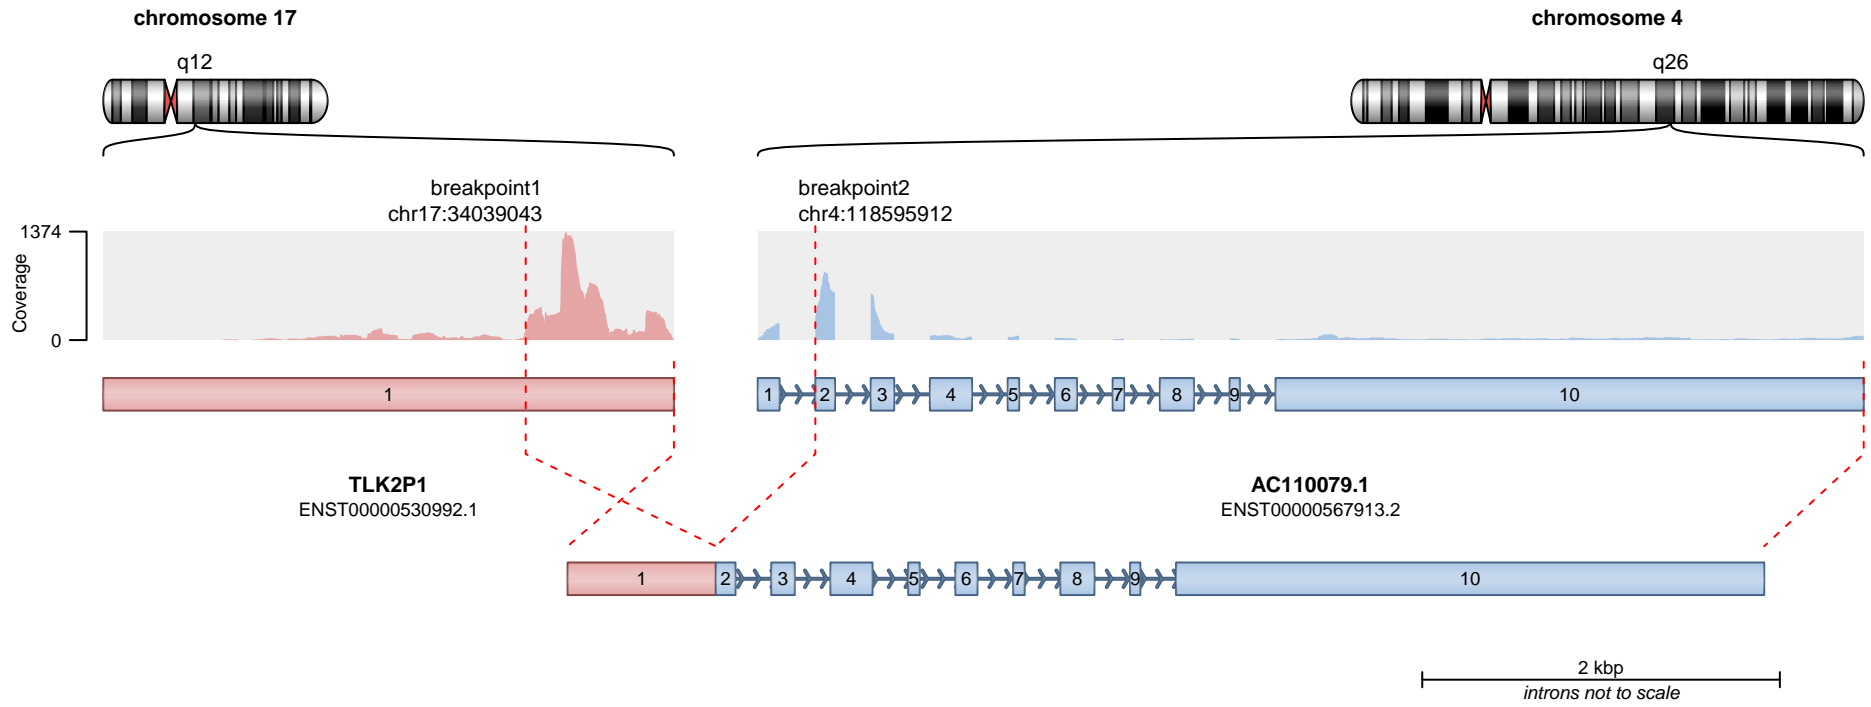 chromosome 17
chromosome 4
q12
q26
breakpoint1
chr17:34039043
breakpoint2
chr4:118595912
1374
Coverage
0
1
1 2 3 4 5 6 7 8 9 10
TLK2P1
ENST00000530992.1
AC110079.1
ENST00000567913.2
1 2 3 4 5 6 7 8 9 10
2 kbp
introns not to scale